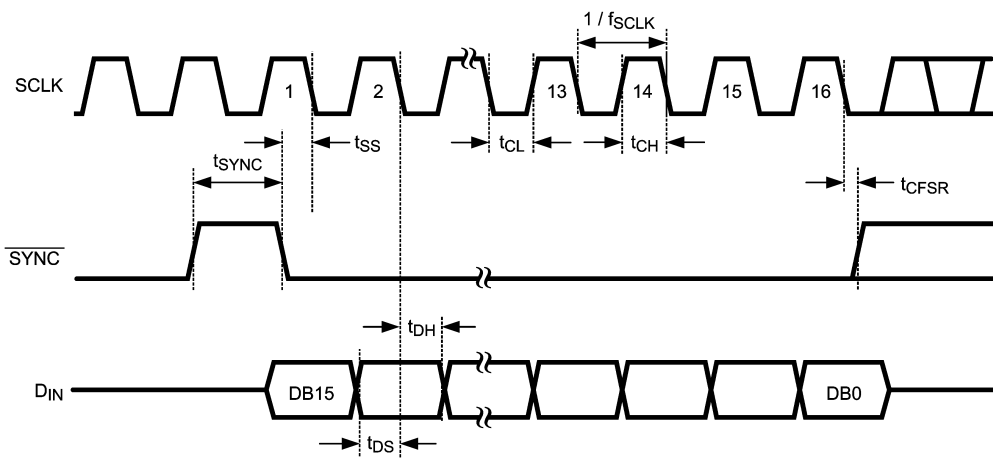 1 / fSCLK
SCLK
1
2
13
14
15
16
tSS
tCL
tCH
tSYNC
tCFSR
SYNC
tDH
DIN
DB15
DB0
tDS